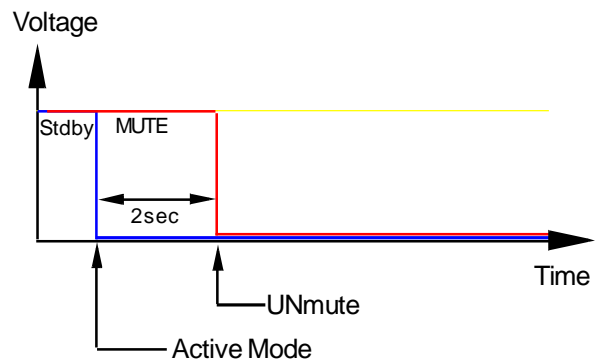 Voltage
Stdby MUTE
2sec
Time
UNmute
Active Mode